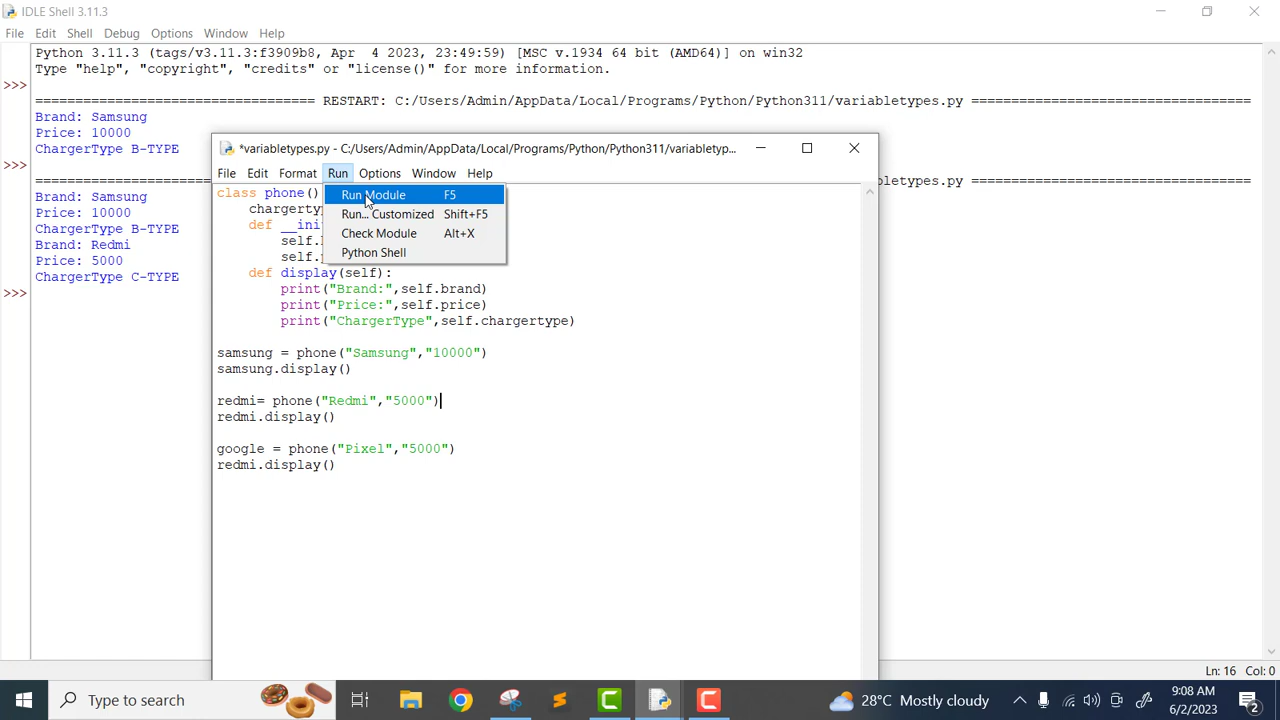 IDLE Shell 3.11.3
File Edit Shell Debug Options Window Help
Python 3.11.3 (tags/v3.11.3:f3909b8, Apr  4 2023, 23:49:59) [MSC v.1934 64 bit (AMD64)] on win32
Type "help", "copyright", "credits" or "license()" for more information.
>>>
=================================== RESTART: C:/Users/Admin/AppData/Local/Programs/Python/Python311/variabletypes.py ===================================
Brand: Samsung
Price: 10000
ChargerType B-TYPE
>>>
Brand: Samsung
Price: 10000
ChargerType B-TYPE
Brand: Redmi
Price: 5000
ChargerType C-TYPE
>>>
*variabletypes.py - C:/Users/Admin/AppData/Local/Programs/Python/Python311/variabletyp...
File Edit Format Run Options Window Help
Run Module F5
Run... Customized Shift+F5
Check Module Alt+X
Python Shell
class phone()
def
self.
self.
def display(self):
print("Brand:",self.brand)
print("Price:",self.price)
print("ChargerType",self.chargertype)
samsung = phone("Samsung","10000")
samsung.display()
redmi= phone("Redmi","5000")
redmi.display()
google = phone("Pixel","5000")
redmi.display()
Ln: 16 Col: 0
Type here to search
28°C Mostly cloudy
9:08 AM
6/2/2023
2